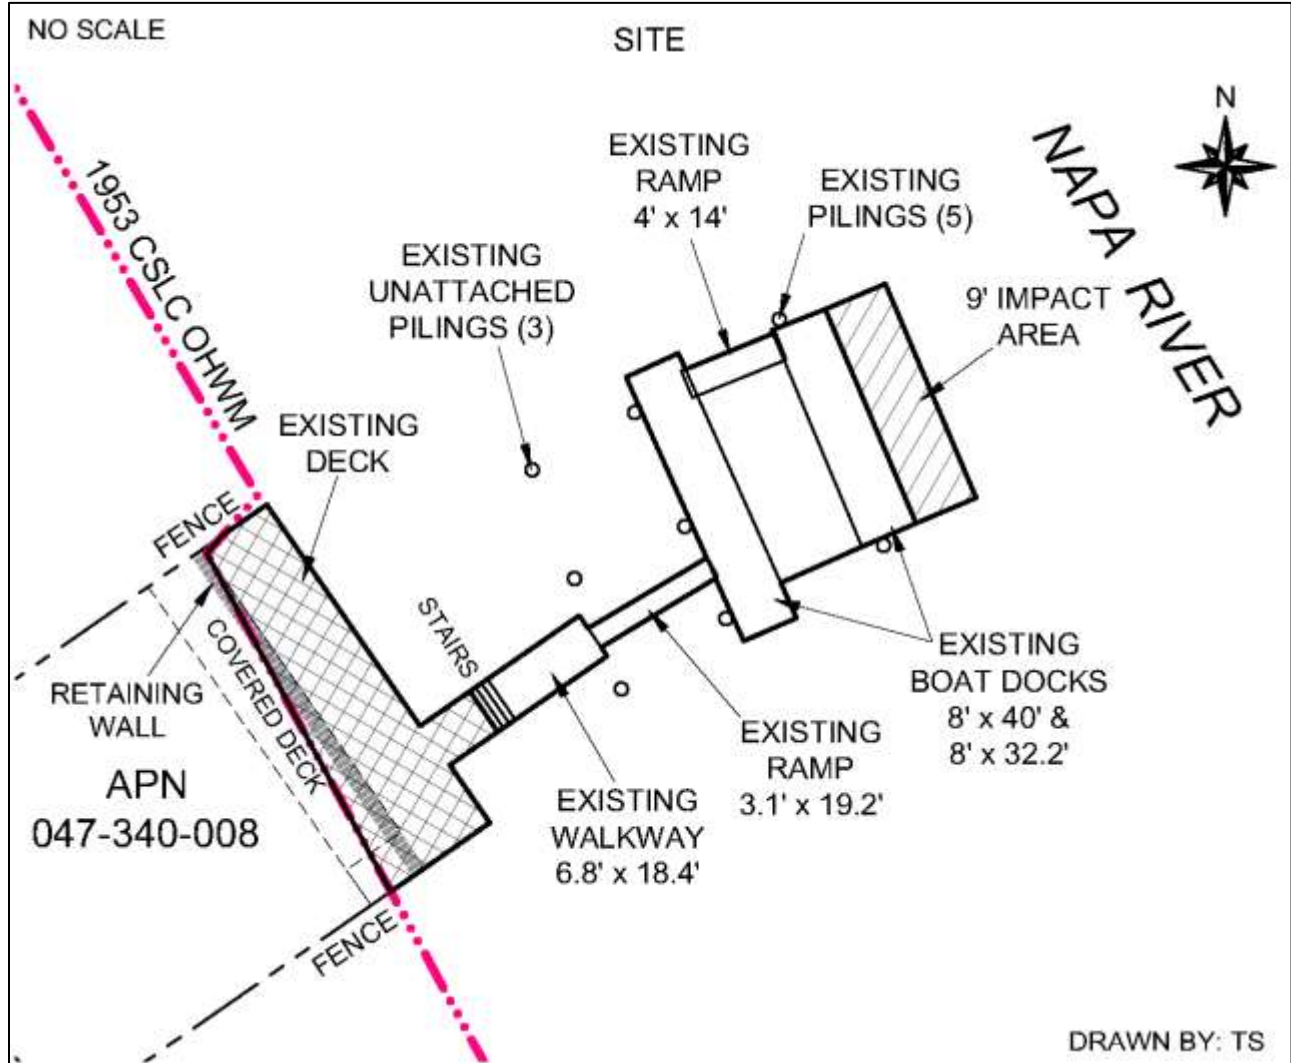 NO SCALE
SITE
N
NAPA RIVER
1953 CSLC OHWM
EXISTING
RAMP
4' x 14'
EXISTING
PILINGS (5)
EXISTING
UNATTACHED
PILINGS (3)
9' IMPACT
AREA
EXISTING
DECK
FENCE
STAIRS
COVERED DECK
RETAINING
WALL
APN
047-340-008
EXISTING
BOAT DOCKS
8' x 40' &
8' x 32.2'
EXISTING
RAMP
3.1' x 19.2'
EXISTING
WALKWAY
6.8' x 18.4'
FENCE
DRAWN BY: TS